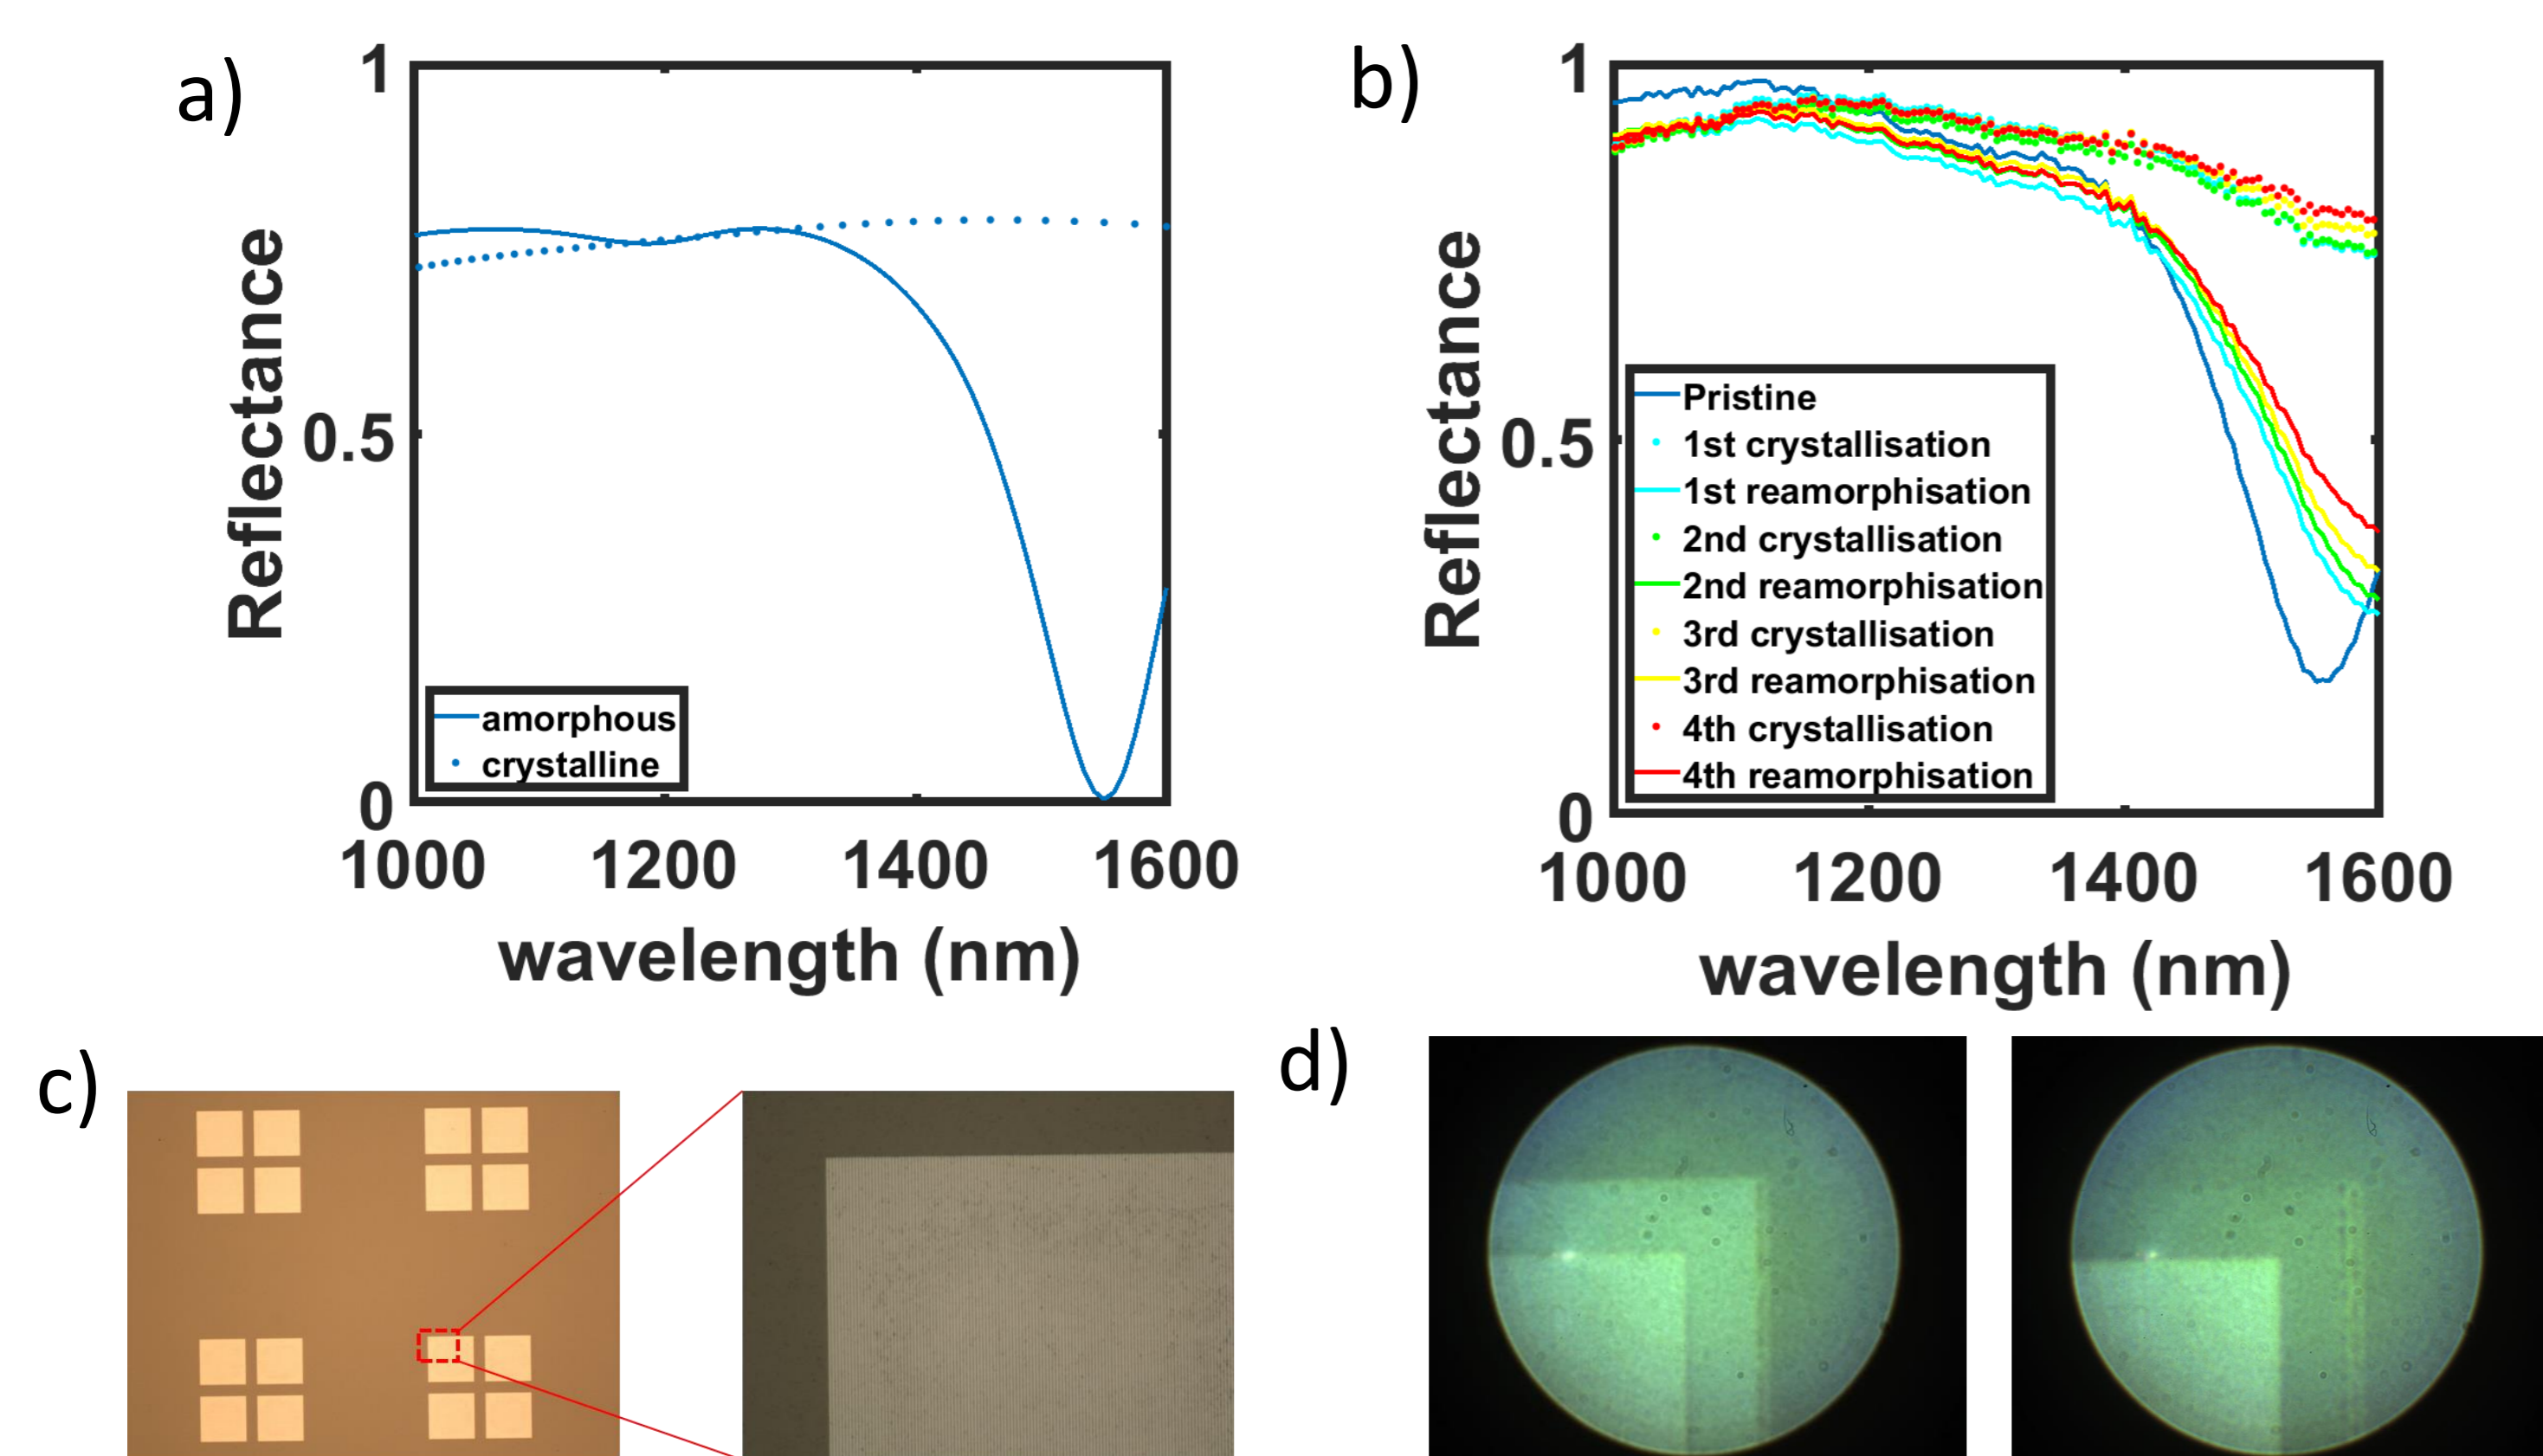 a)
1
0.5
0
Reflectance
amorphous
crystalline
1000 1200 1400 1600
wavelength (nm)
b)
1
0.5
0
Reflectance
Pristine
1st crystallisation
1st reamorphisation
2nd crystallisation
2nd reamorphisation
3rd crystallisation
3rd reamorphisation
4th crystallisation
4th reamorphisation
1000 1200 1400 1600
wavelength (nm)
c)
d)